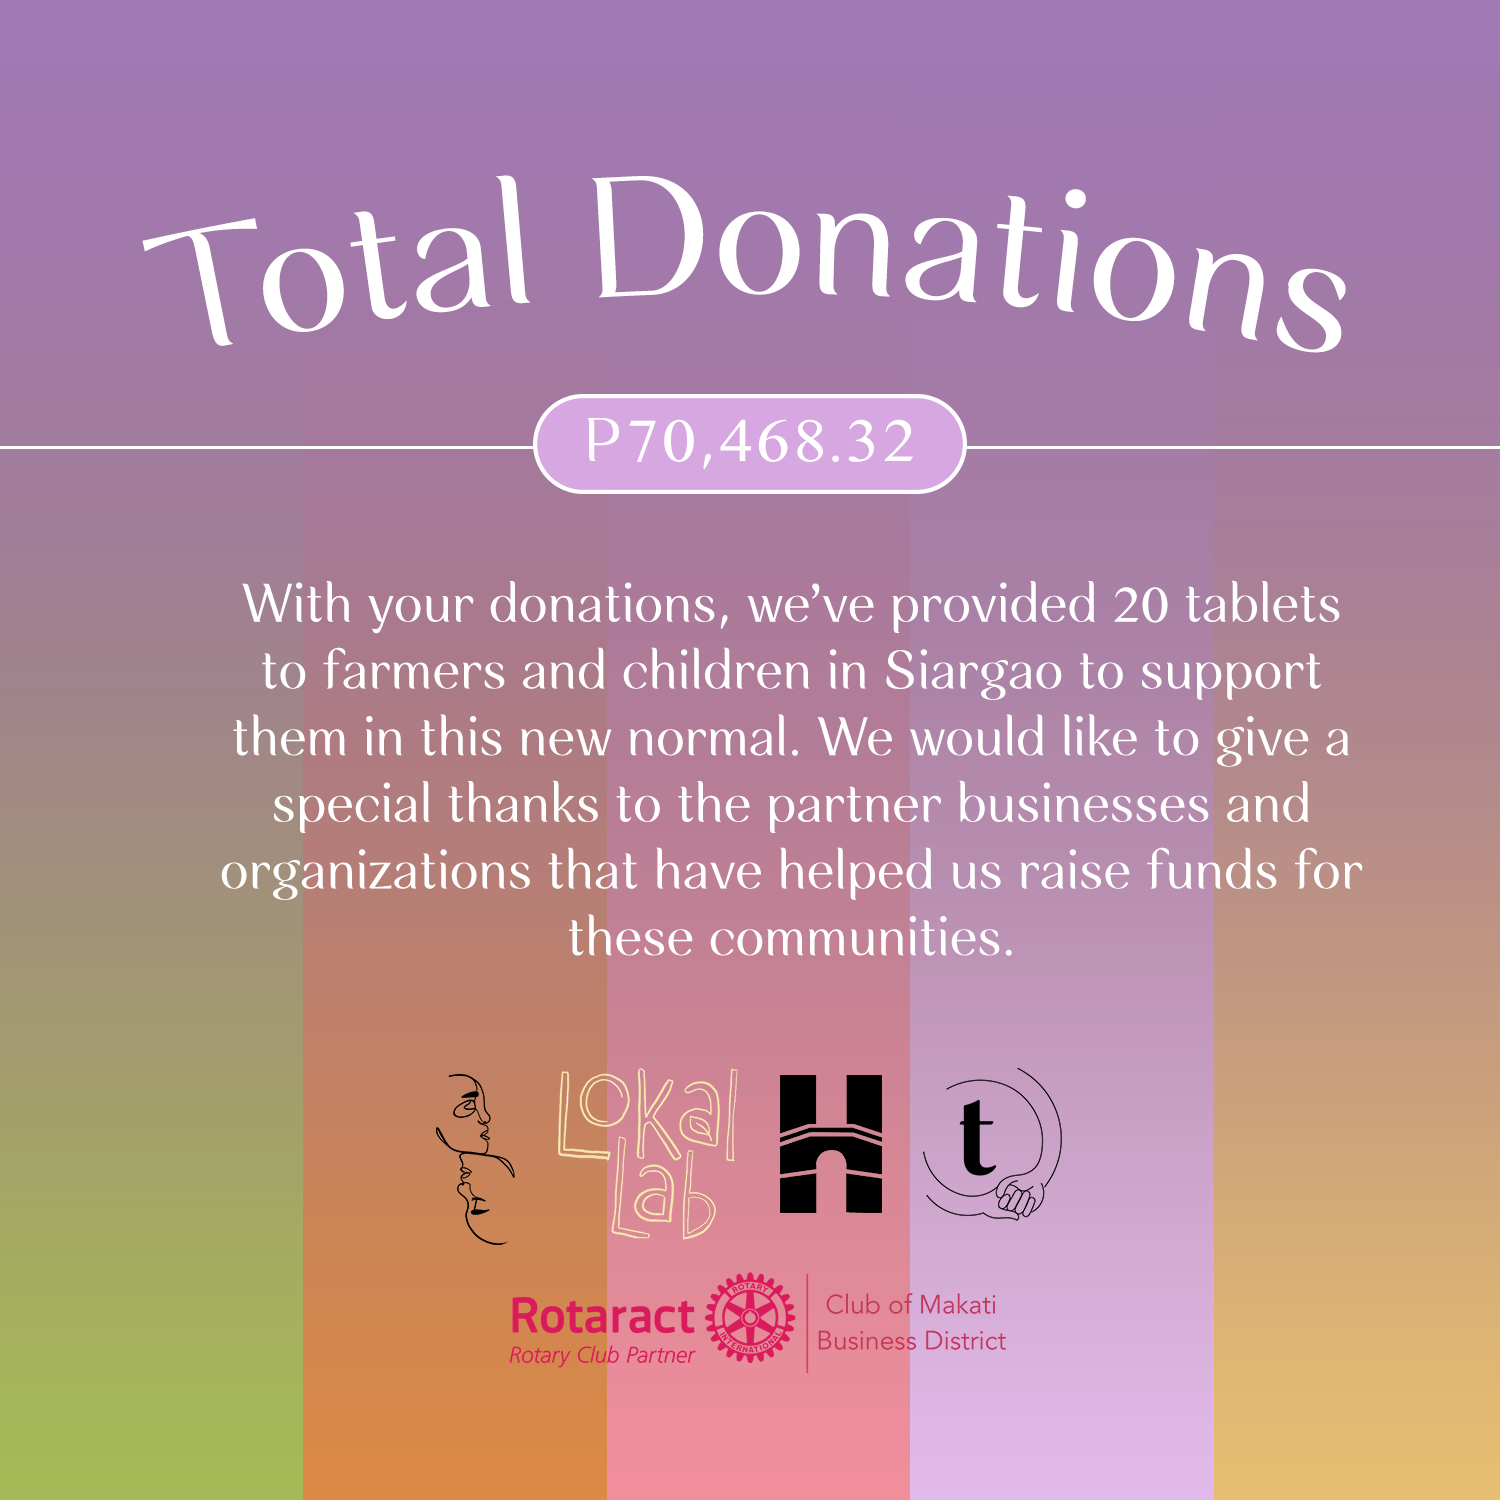 Total Donations
P70,468.32
With your donations, we've provided 20 tablets
to farmers and children in Siargao to support
them in this new normal. We would like to give a
special thanks to the partner businesses and
organizations that have helped us raise funds for
these communities.
Lokal
Lab
H
t
Rotaract
Rotary Club Partner
ROTARY
INTERNATIONAL
Club of Makati
Business District